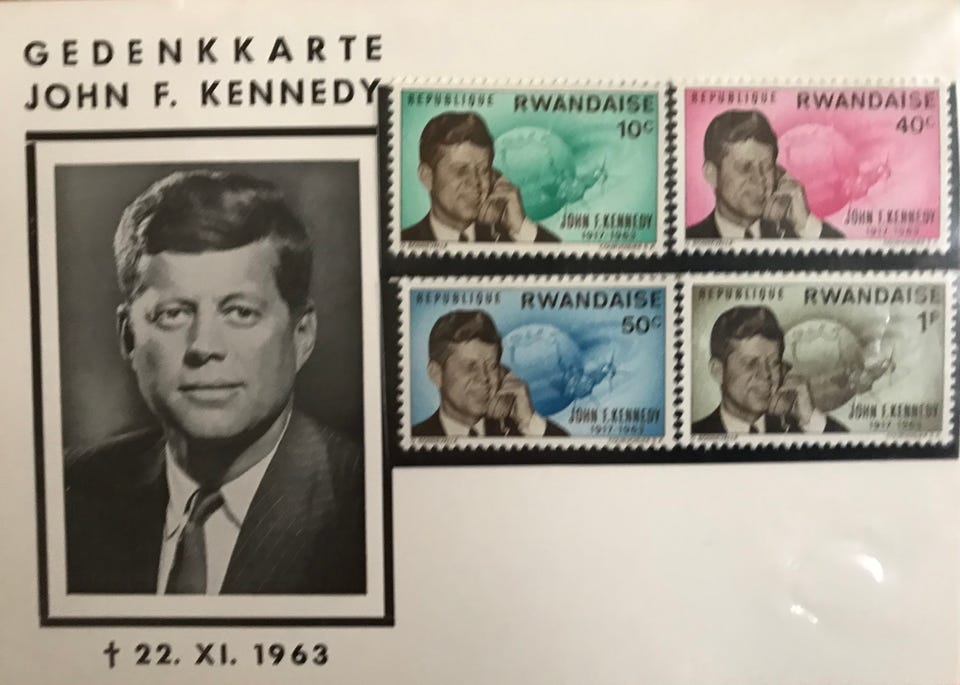 GEDENKKARTE
JOHN F. KENNEDY
REPUBLIQUE RWANDAISE
10c
JOHN F. KENNEDY
1917-1963
REPUBLIQUE RWANDAISE
40c
JOHN F. KENNEDY
1917-1963
REPUBLIQUE RWANDAISE
50c
JOHN F. KENNEDY
1917-1963
REPUBLIQUE RWANDAISE
1F
JOHN F. KENNEDY
1917-1963
† 22. XI. 1963